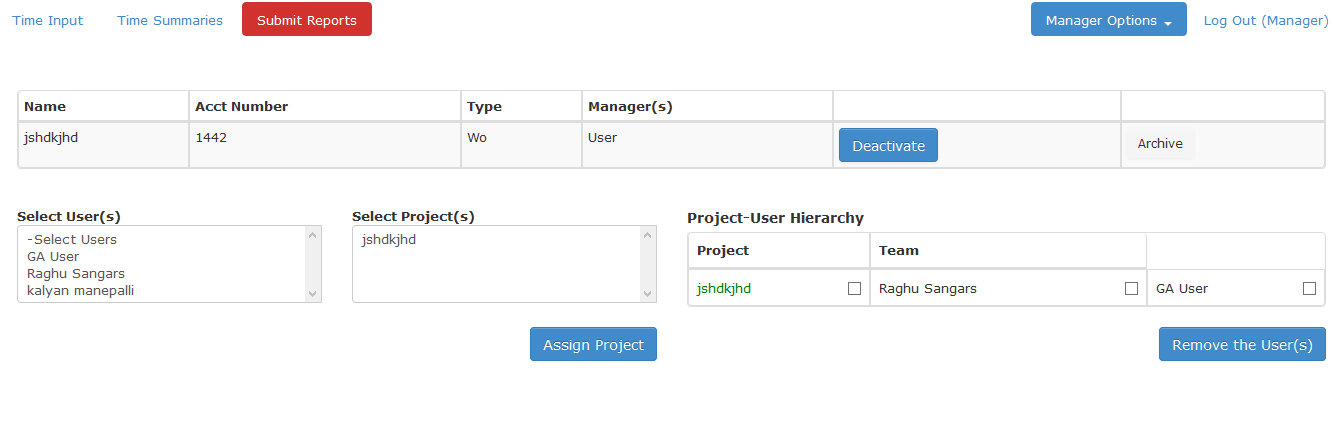 Time Input Time Summaries Submit Reports Manager Options Log Out (Manager)
Name Acct Number Type Manager(s)
jshdkjhd 1442 Wo User Deactivate Archive
Select User(s)
-Select Users
GA User
Raghu Sangars
kalyan manepalli
Select Project(s)
jshdkjhd
Assign Project
Project-User Hierarchy
Project Team
jshdkjhd Raghu Sangars GA User
Remove the User(s)